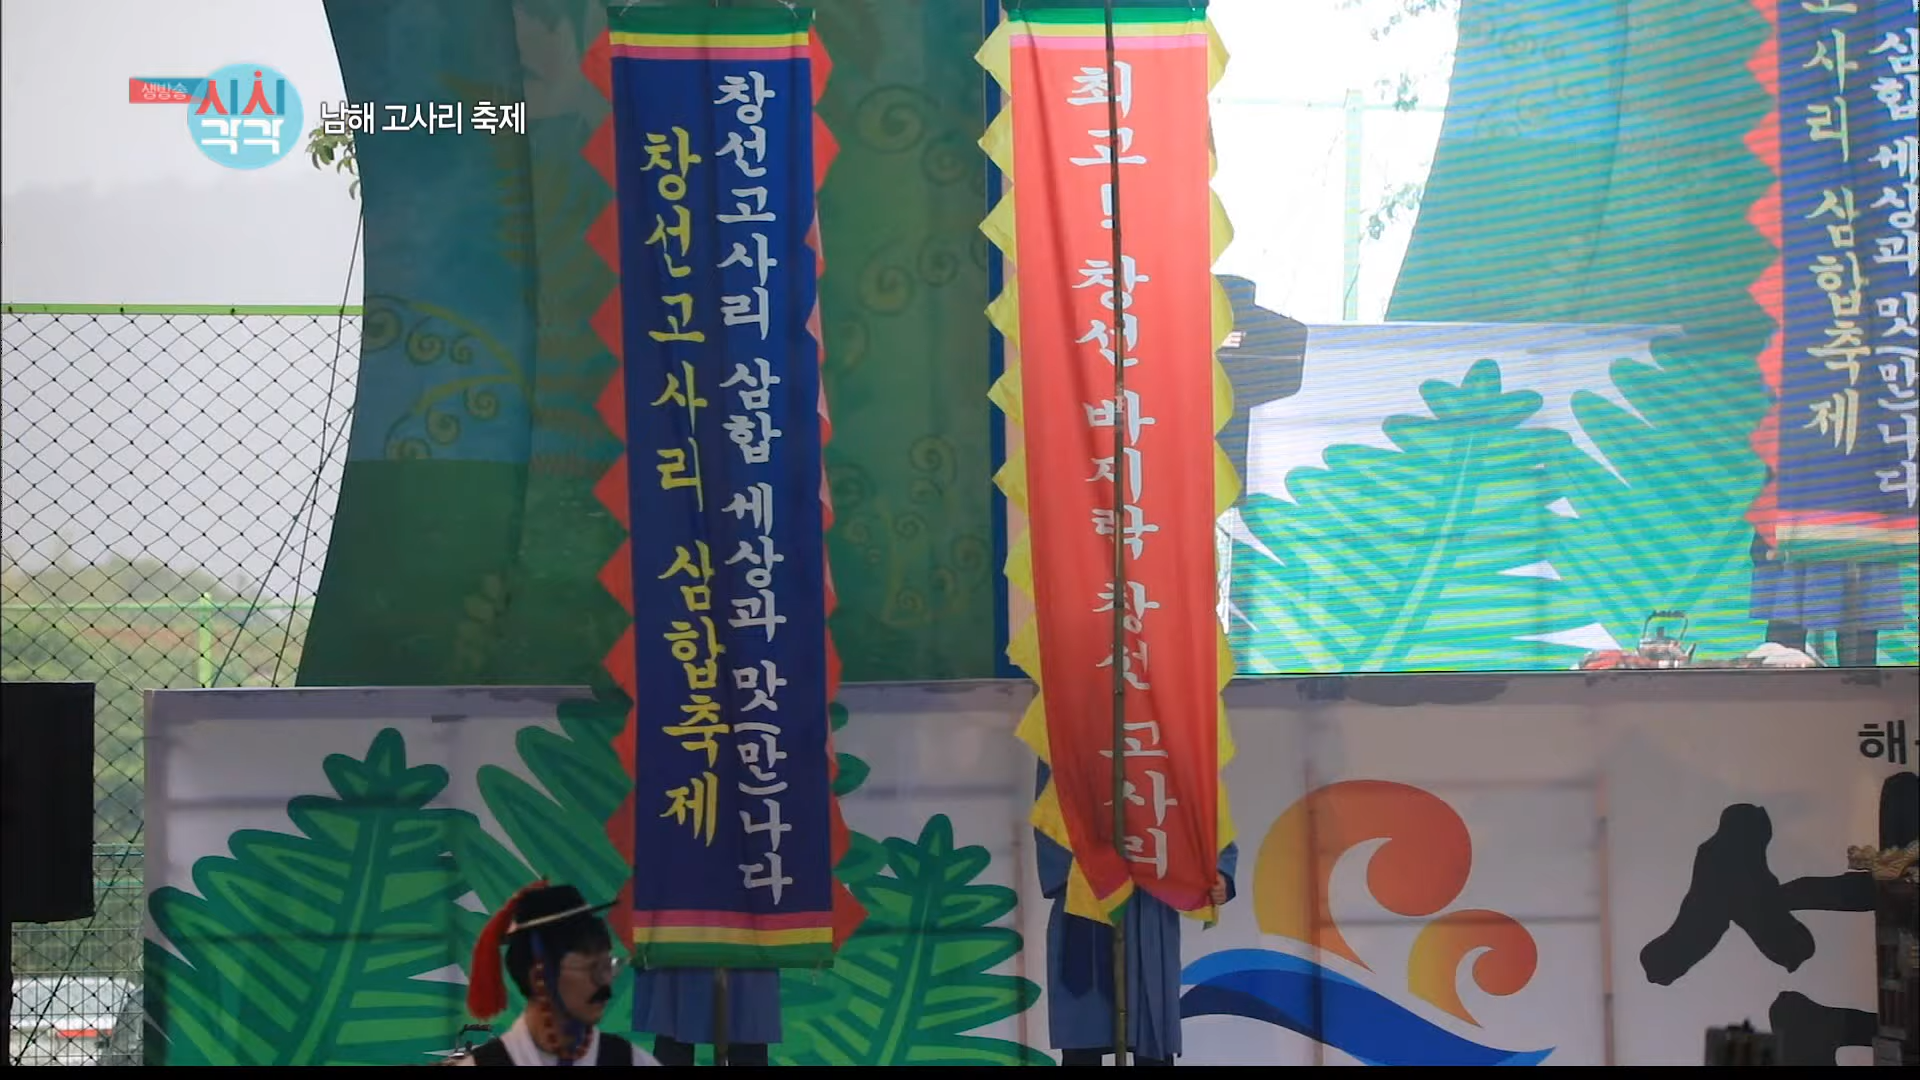 생방송
시시각각
남해 고사리 축제
창선고사리 삼합 세상과 맛(만)나다
창선고사리 삼합축제
최고! 창선 바지락 창선 고사리
고사리 삼합축제
삼합 세상과 맛(만)나다
해